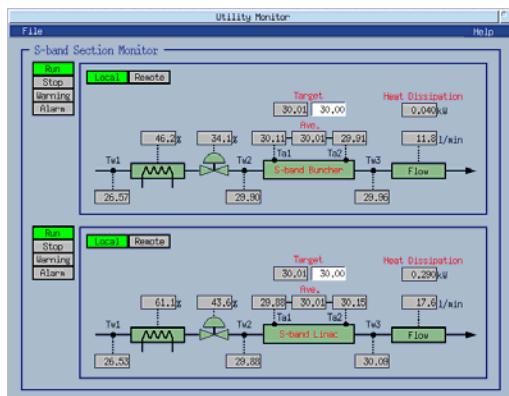 Utility Monitor
File Help
S-band Section Monitor
Run
Stop
Warning
Alarm
Local Remote
Target Heat Dissipation
30.01 30.00 0.040kW
Ave.
46.2% 34.1% 30.11 30.01 29.91 11.8 l/min
Tw1 Tw2 Ta1 Ta2 Tw3
S-band Buncher Flow
26.57 29.90 29.96
Run
Stop
Warning
Alarm
Local Remote
Target Heat Dissipation
30.01 30.00 0.290kW
Ave.
61.1% 43.6% 29.88 30.01 30.15 17.6 l/min
Tw1 Tw2 Ta1 Ta2 Tw3
S-band Linac Flow
26.53 29.88 30.09